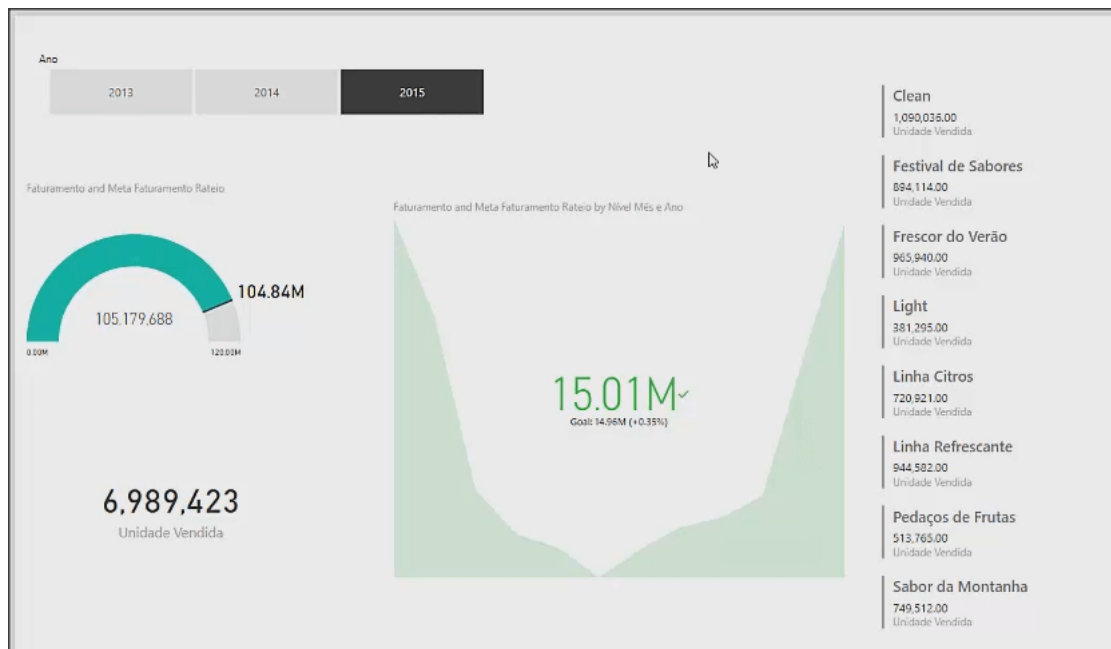 Ano
2013
2014
2015
Faturamento and Meta Faturamento Rateio
104.84M
105.179,688
0.00M
120.00M
6,989,423
Unidade Vendida
Faturamento and Meta Faturamento Rateio by Nível Mês e Ano
15.01M
Goal: 14.96M (+0.35%)
Clean
1,090,036.00
Unidade Vendida
Festival de Sabores
894,114.00
Unidade Vendida
Frescor do Verão
965,940.00
Unidade Vendida
Light
381,295.00
Unidade Vendida
Linha Citros
720,921.00
Unidade Vendida
Linha Refrescante
944,582.00
Unidade Vendida
Pedaços de Frutas
513,765.00
Unidade Vendida
Sabor da Montanha
749,512.00
Unidade Vendida